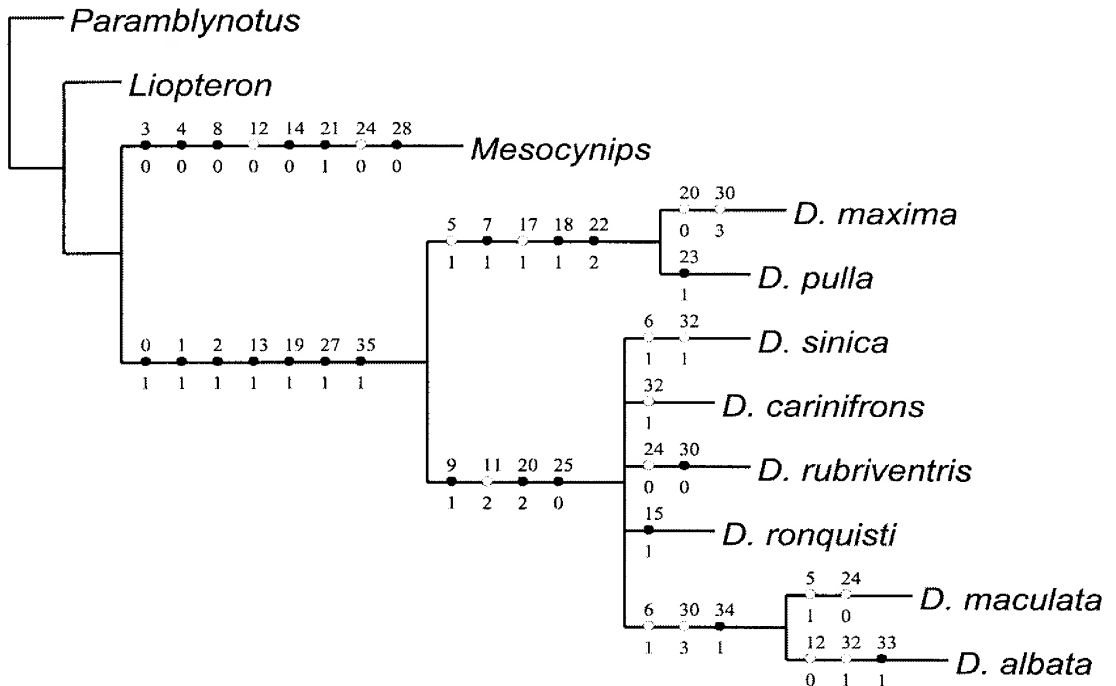 Paramblynotus
Liopteron
3 4 8 12 14 21 24 28
0 0 0 0 0 1 0 0
Mesocynips
20 30
0 3
D. maxima
5 7 17 18 22
1 1 1 1 2
23
1
D. pulla
6 32
1 1
D. sinica
0 1 2 13 19 27 35
1 1 1 1 1 1 1
32
1
D. carinifrons
24 30
0 0
D. rubriventris
9 11 20 25
1 2 2 0
15
1
D. ronquisti
5 24
1 0
D. maculata
6 30 34
1 3 1
12 32 33
0 1 1
D. albata